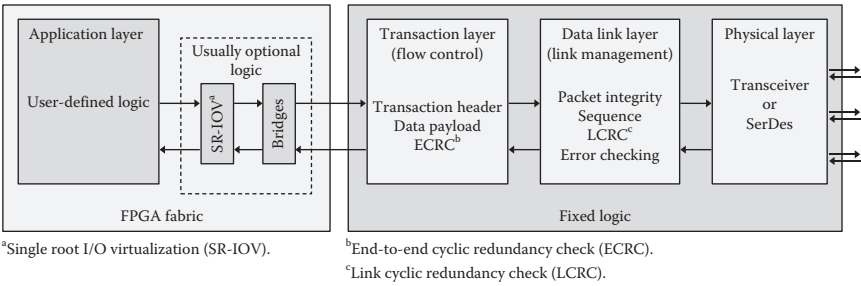 Application layer
User-defined logic
Usually optional
logic
SR-IOVᵃ
Bridges
FPGA fabric
Transaction layer
(flow control)
Transaction header
Data payload
ECRCᵇ
Data link layer
(link management)
Packet integrity
Sequence
LCRCᶜ
Error checking
Physical layer
Transceiver
or
SerDes
Fixed logic
ᵃSingle root I/O virtualization (SR-IOV).
ᵇEnd-to-end cyclic redundancy check (ECRC).
ᶜLink cyclic redundancy check (LCRC).